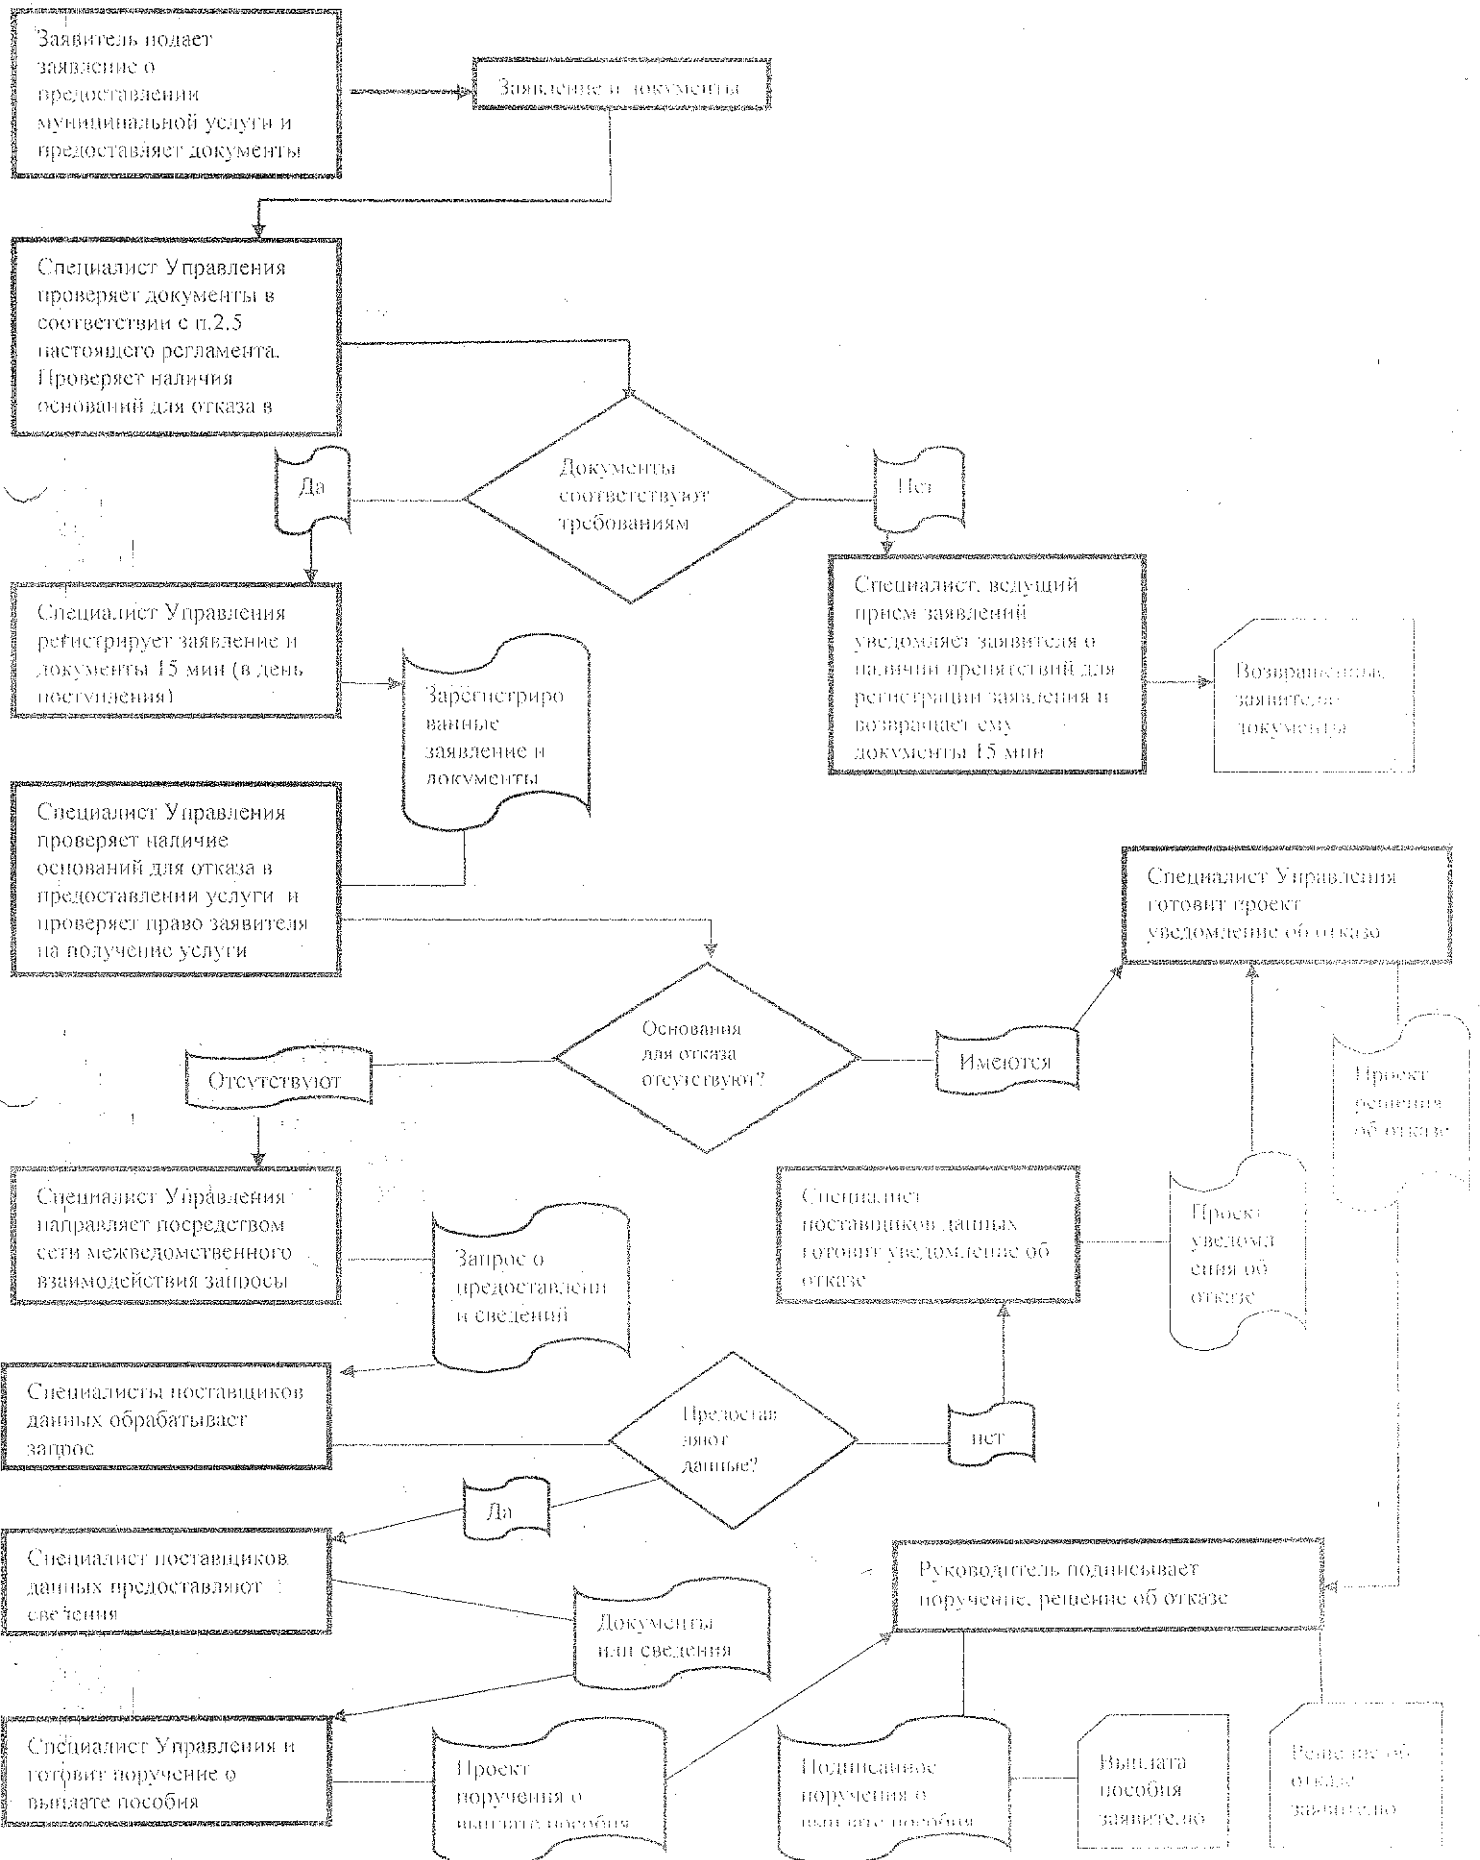 Заявитель подает
заявление о
предоставлении
муниципальной услуги и
предоставляет документы
Заявление и документы
Специалист Управления
проверяет документы в
соответствии с п.2.5
настоящего регламента.
Проверяет наличия
оснований для отказа в
Документы
соответствуют
требованиям
Да
Нет
Специалист Управления
регистрирует заявление и
документы 15 мин (в день
поступления)
Зарегистриро
ванные
заявление и
документы
Специалист, ведущий
прием заявлений
уведомляет заявителя о
наличии препятствий для
регистрации заявления и
возвращает ему
документы 15 мин
Возвращенные
заявителю
документы
Специалист Управления
проверяет наличие
оснований для отказа в
предоставлении услуги и
проверяет право заявителя
на получение услуги
Специалист Управления
готовит проект
уведомление об отказо
Основания
для отказа
отсутствуют?
Отсутствуют
Имеются
Проект
решения
об отказе
Специалист Управления
направляет посредством
сети межведомственного
взаимодействия запросы
Запрос о
предоставлени
и сведений
Специалист
поставщиков данных
готовит уведомление об
отказе
Проект
уведомл
ения об
отказе
Специалисты поставщиков
данных обрабатывает
запрос
Предостав
ляют
данные?
нет
Да
Специалист поставщиков
данных предоставляют
сведения
Документы
или сведения
Руководитель подписывает
поручение, решение об отказе
Специалист Управления и
готовит поручение о
выплате пособия
Проект
поручения о
выплате пособия
Подписанное
поручения о
выплате пособия
Выплата
пособия
заявителю
Решение об
отказе
заявителю